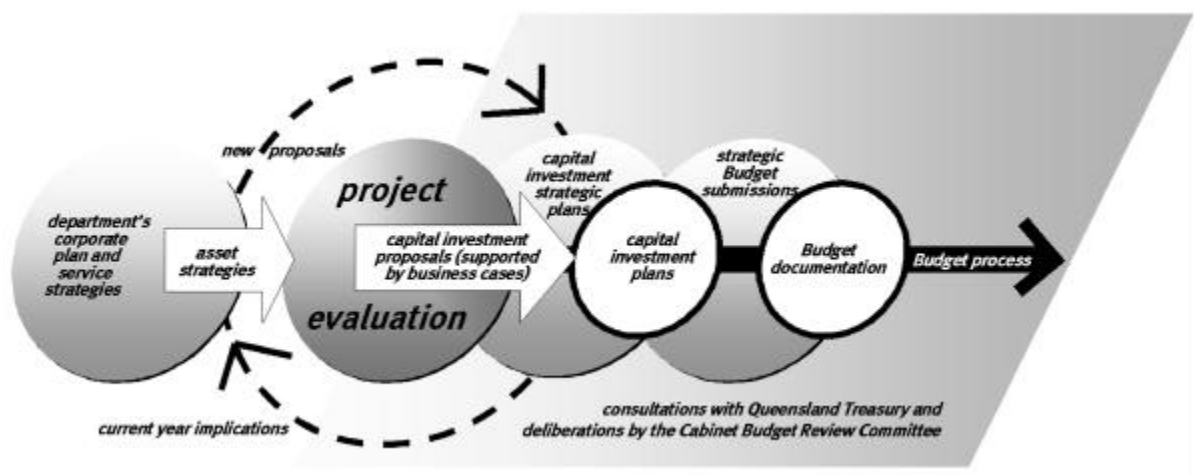 new proposals
department's
corporate
plan and
service
strategies
asset
strategies
project
evaluation
capital investment
proposals (supported
by business cases)
capital
investment
strategic
plans
capital
investment
plans
strategic
Budget
submissions
Budget
documentation
Budget process
current year implications
consultations with Queensland Treasury and
deliberations by the Cabinet Budget Review Committee